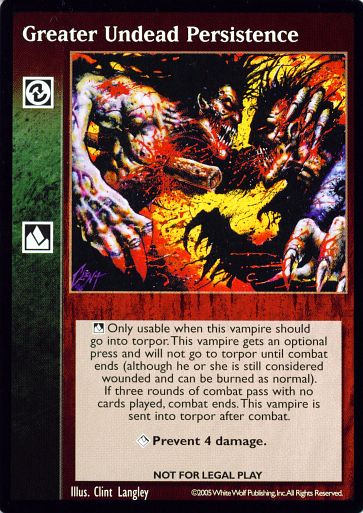 Greater Undead Persistence
Only usable when this vampire should
go into torpor. This vampire gets an optional
press and will not go to torpor until combat
ends (although he or she is still considered
wounded and can be burned as normal).
If three rounds of combat pass with no
cards played, combat ends. This vampire is
sent into torpor after combat.
Prevent 4 damage.
NOT FOR LEGAL PLAY
Illus. Clint Langley
©2005 White Wolf Publishing, Inc. All Rights Reserved.